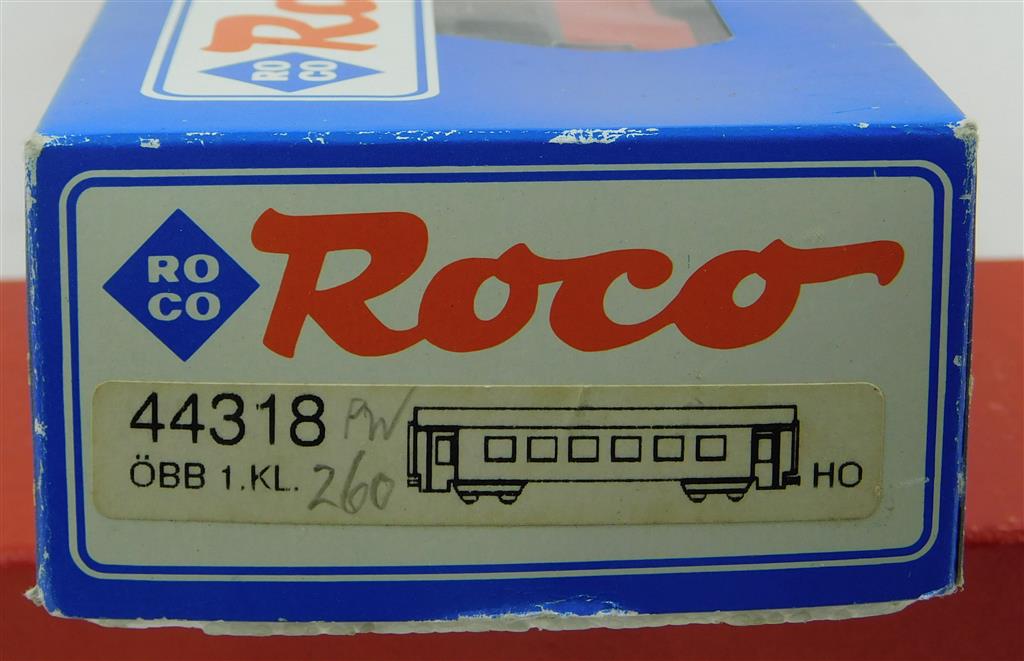 Ro
RO
CO
RO
CO
Roco
44318 PW
ÖBB 1.KL. 260
HO